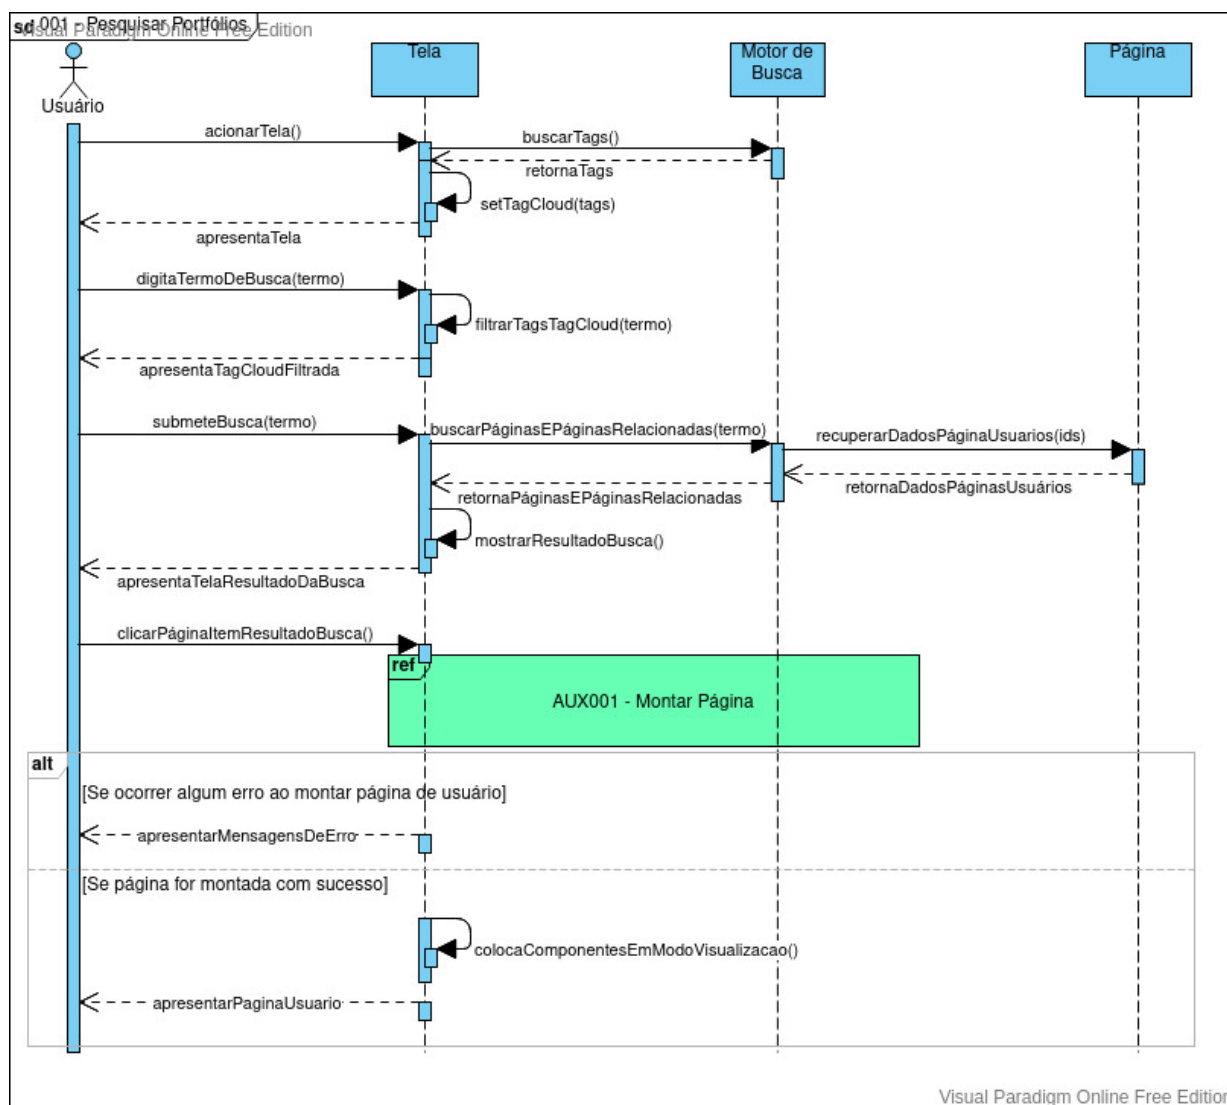 sd 001 - Pesquisar Portfólios
Visual Paradigm Online Free Edition
Usuário
Tela
Motor de
Busca
Página
acionarTela()
buscarTags()
retornaTags
setTagCloud(tags)
apresentaTela
digitaTermoDeBusca(termo)
filtrarTagsTagCloud(termo)
apresentaTagCloudFiltrada
submeteBusca(termo)
buscarPáginasEPáginasRelacionadas(termo)
recuperarDadosPáginaUsuarios(ids)
retornaDadosPáginasUsuários
retornaPáginasEPáginasRelacionadas
mostrarResultadoBusca()
apresentaTelaResultadoDaBusca
clicarPáginaItemResultadoBusca()
ref
AUX001 - Montar Página
alt
[Se ocorrer algum erro ao montar página de usuário]
apresentarMensagensDeErro
[Se página for montada com sucesso]
colocaComponentesEmModoVisualizacao()
apresentarPaginaUsuario
Visual Paradigm Online Free Edition